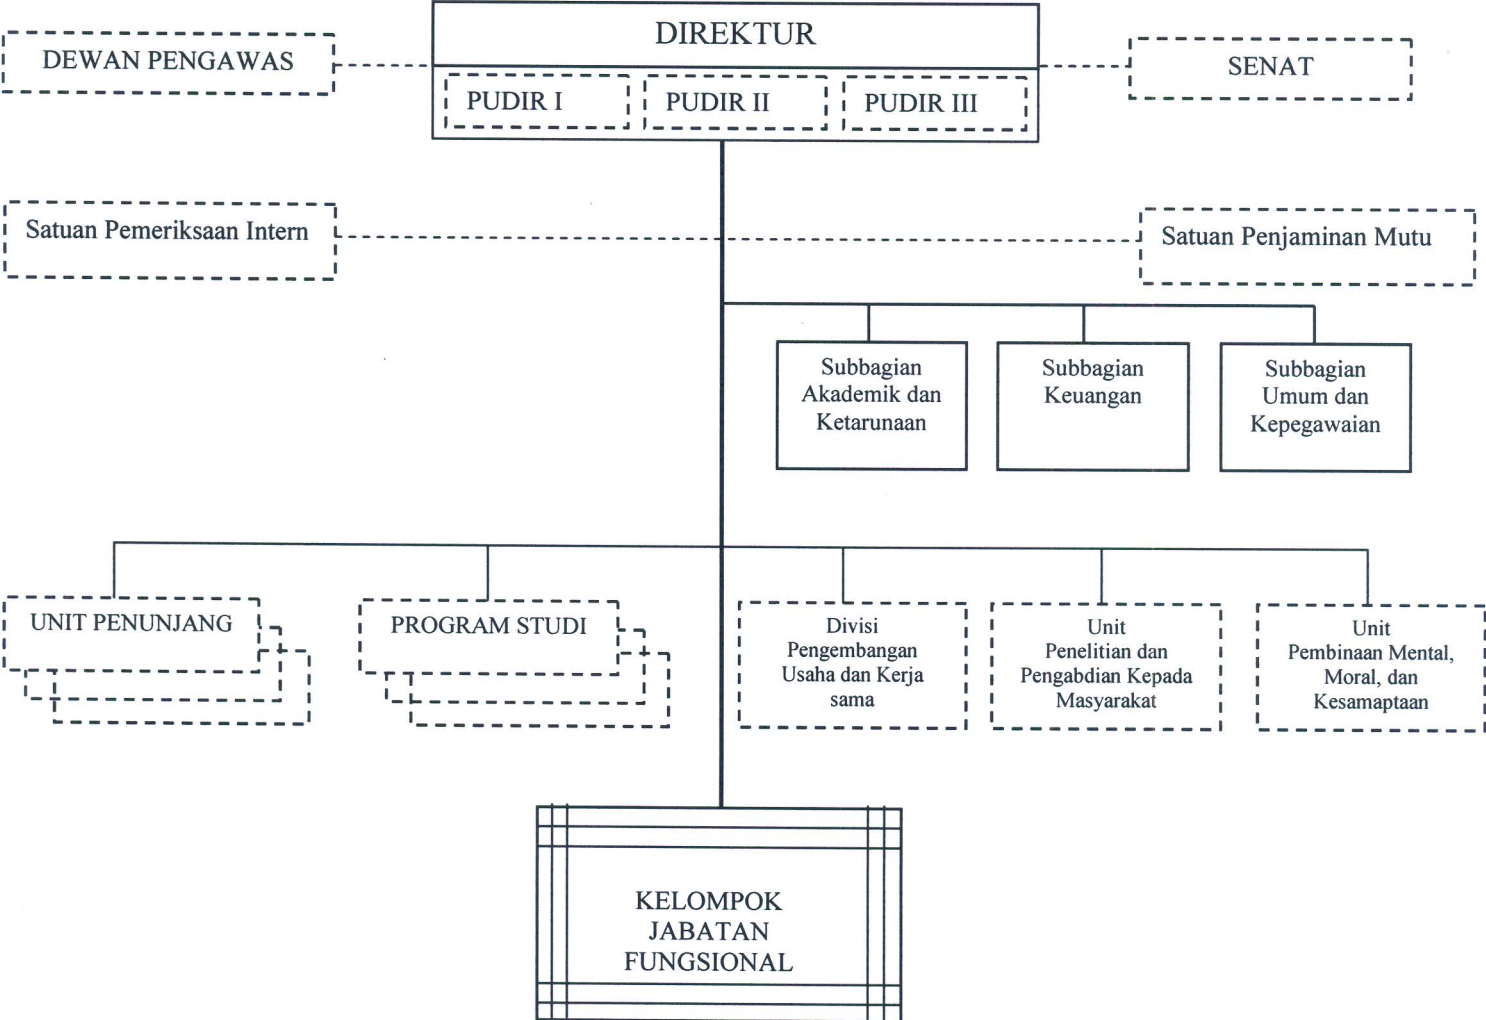 DIREKTUR
DEWAN PENGAWAS
SENAT
PUDIR I
PUDIR II
PUDIR III
Satuan Pemeriksaan Intern
Satuan Penjaminan Mutu
Subbagian
Akademik dan
Ketarunaan
Subbagian
Keuangan
Subbagian
Umum dan
Kepegawaian
UNIT PENUNJANG
PROGRAM STUDI
Divisi
Pengembangan
Usaha dan Kerja
sama
Unit
Penelitian dan
Pengabdian Kepada
Masyarakat
Unit
Pembinaan Mental,
Moral, dan
Kesamaptaan
KELOMPOK
JABATAN
FUNGSIONAL